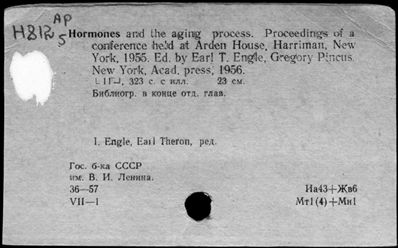 H812 AP
5
Hormones and the aging process. Proceedings of a
conference held at Arden House, Harriman, New
York, 1955. Ed. by Earl T. Engle, Gregory Pincus.
New York, Acad. press, 1956.
323 с. с илл. 23 см.
Библиогр. в конце отд. глав.
I. Engle, Earl Theron, ред.
Гос. б-ка СССР
им. В. И. Ленина.
36—57
VII—1
Иа43+Жв6
Мт1(4)+Ми1